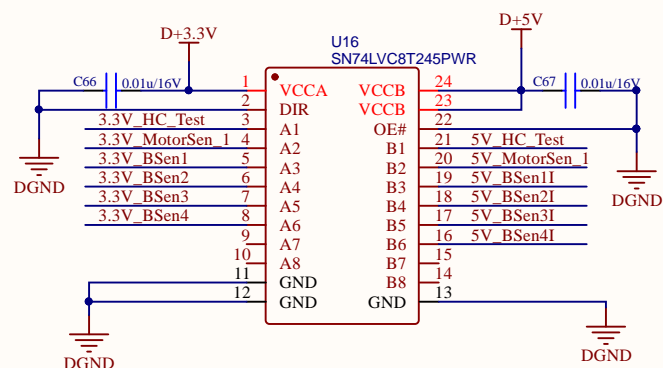 D+3.3V
D+5V
U16
SN74LVC8T245PWR
C66 0.01u/16V
C67 0.01u/16V
1 VCCA VCCB 24
2 DIR VCCB 23
3.3V_HC_Test 3 A1 OE# 22
3.3V_MotorSen_1 4 A2 B1 21 5V_HC_Test
3.3V_BSen1 5 A3 B2 20 5V_MotorSen_1
3.3V_BSen2 6 A4 B3 19 5V_BSen1I
3.3V_BSen3 7 A5 B4 18 5V_BSen2I
3.3V_BSen4 8 A6 B5 17 5V_BSen3I
9 A7 B6 16 5V_BSen4I
10 A8 B7 15
11 GND B8 14
12 GND GND 13
DGND
DGND
DGND
DGND